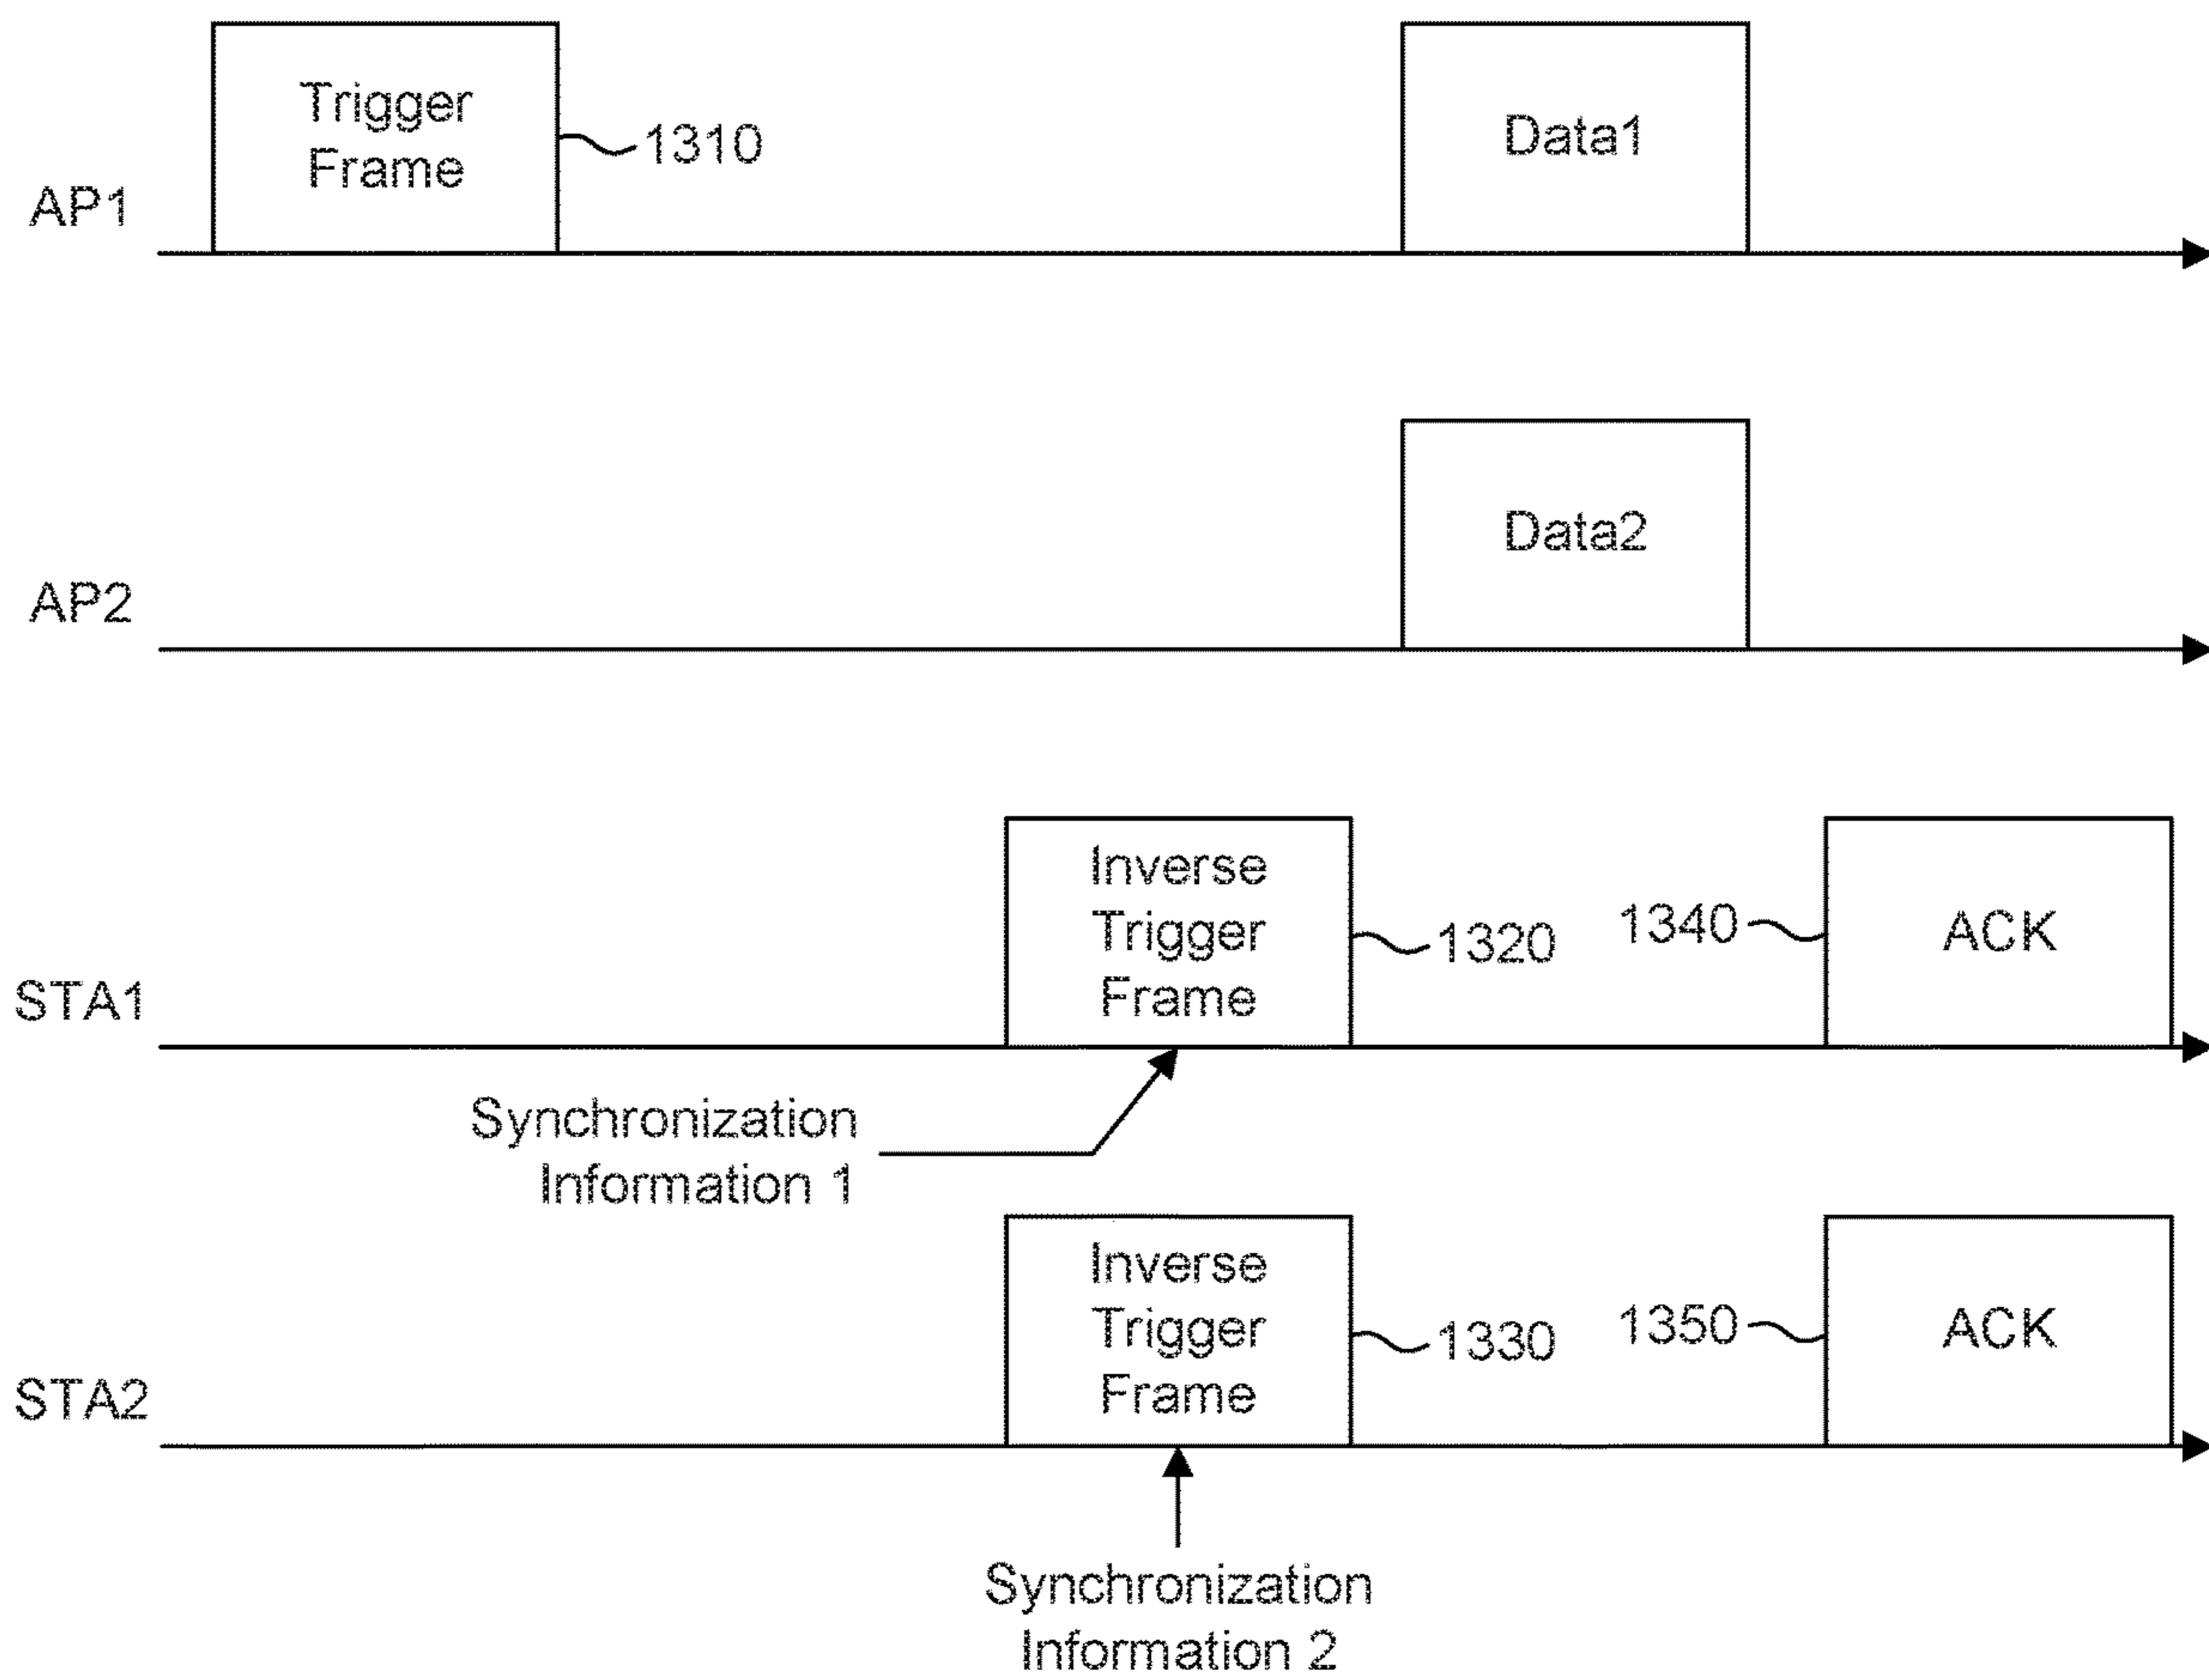 Trigger
Frame
1310
Data1
AP1
Data2
AP2
Inverse
Trigger
Frame
1320
1340
ACK
STA1
Synchronization
Information 1
Inverse
Trigger
Frame
1330
1350
ACK
STA2
Synchronization
Information 2